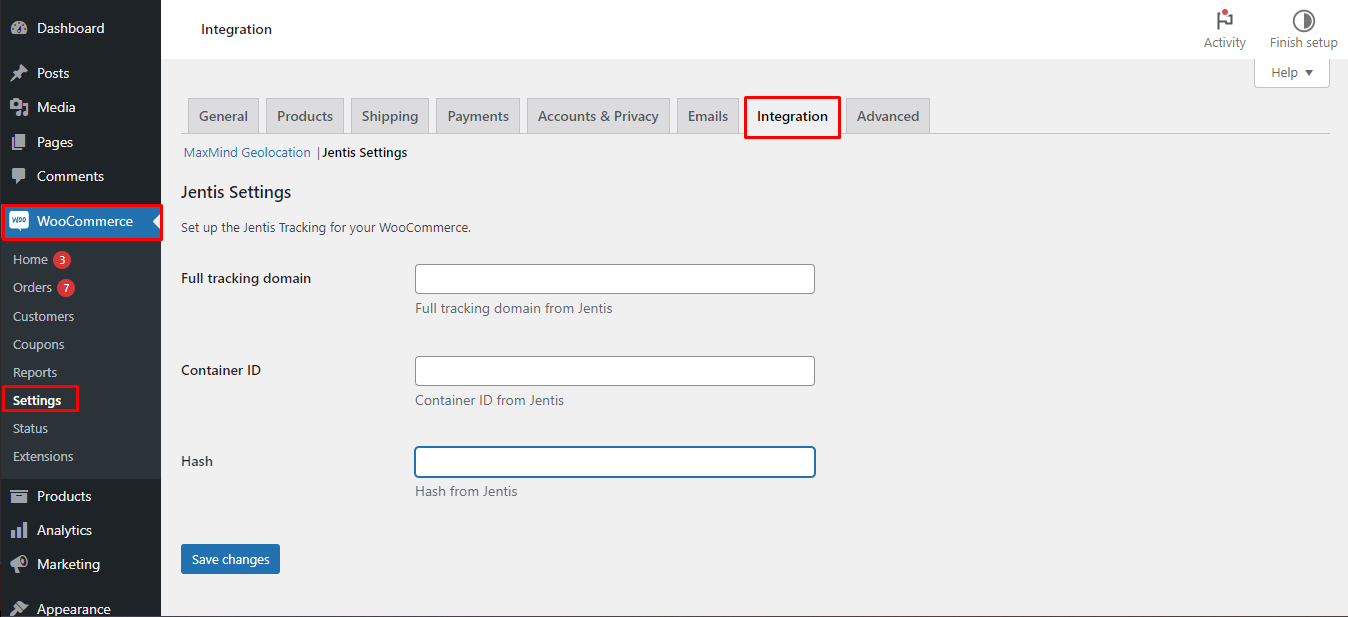 Dashboard
Posts
Media
Pages
Comments
WOO WooCommerce
Home 3
Orders 7
Customers
Coupons
Reports
Settings
Status
Extensions
Products
Analytics
Marketing
Appearance
Integration
Activity
Finish setup
Help
General Products Shipping Payments Accounts & Privacy Emails Integration Advanced
MaxMind Geolocation | Jentis Settings
Jentis Settings
Set up the Jentis Tracking for your WooCommerce.
Full tracking domain
Full tracking domain from Jentis
Container ID
Container ID from Jentis
Hash
Hash from Jentis
Save changes